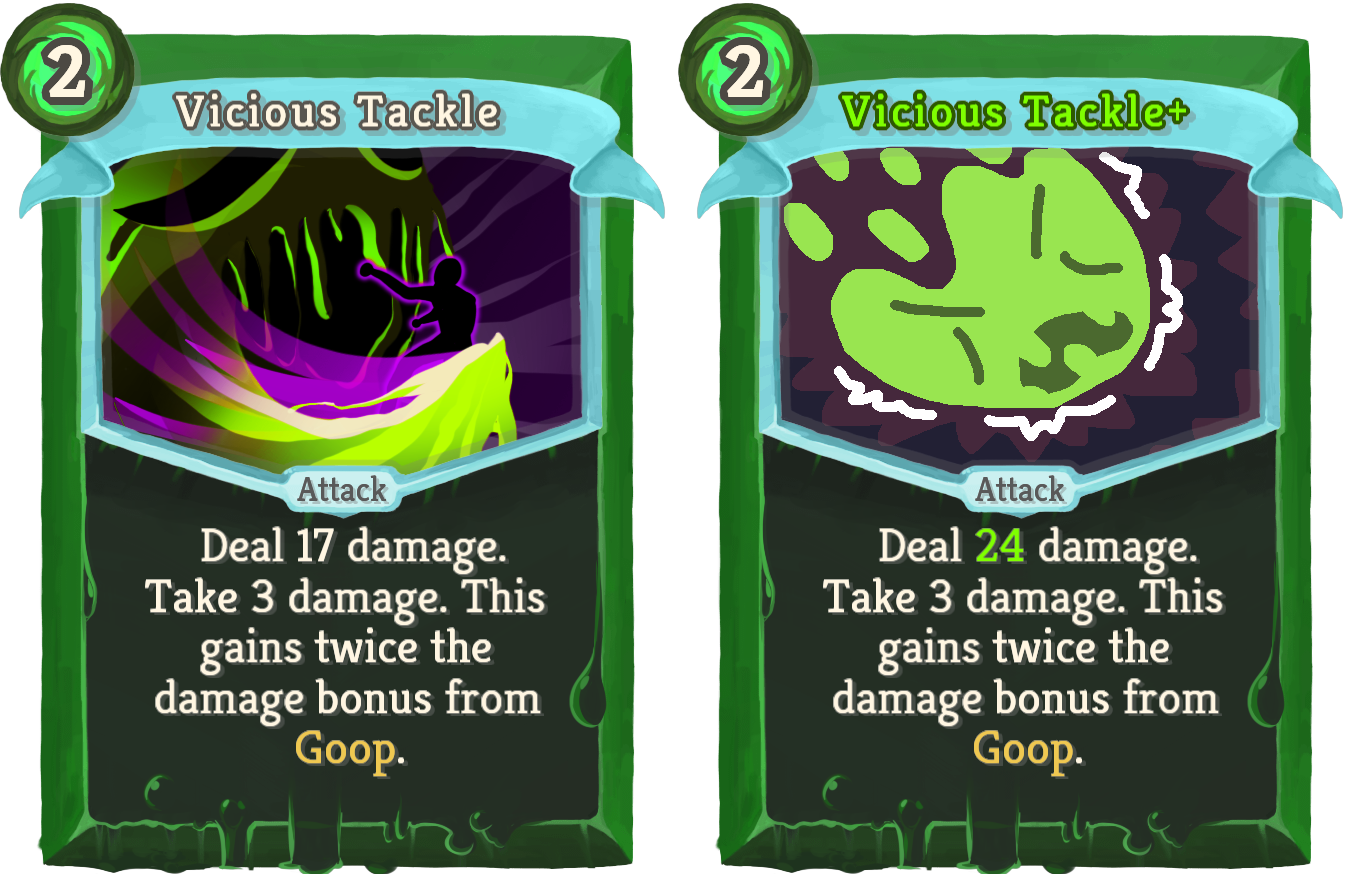 2
Vicious Tackle
Attack
Deal 17 damage.
Take 3 damage. This
gains twice the
damage bonus from
Goop.
2
Vicious Tackle+
Attack
Deal 24 damage.
Take 3 damage. This
gains twice the
damage bonus from
Goop.